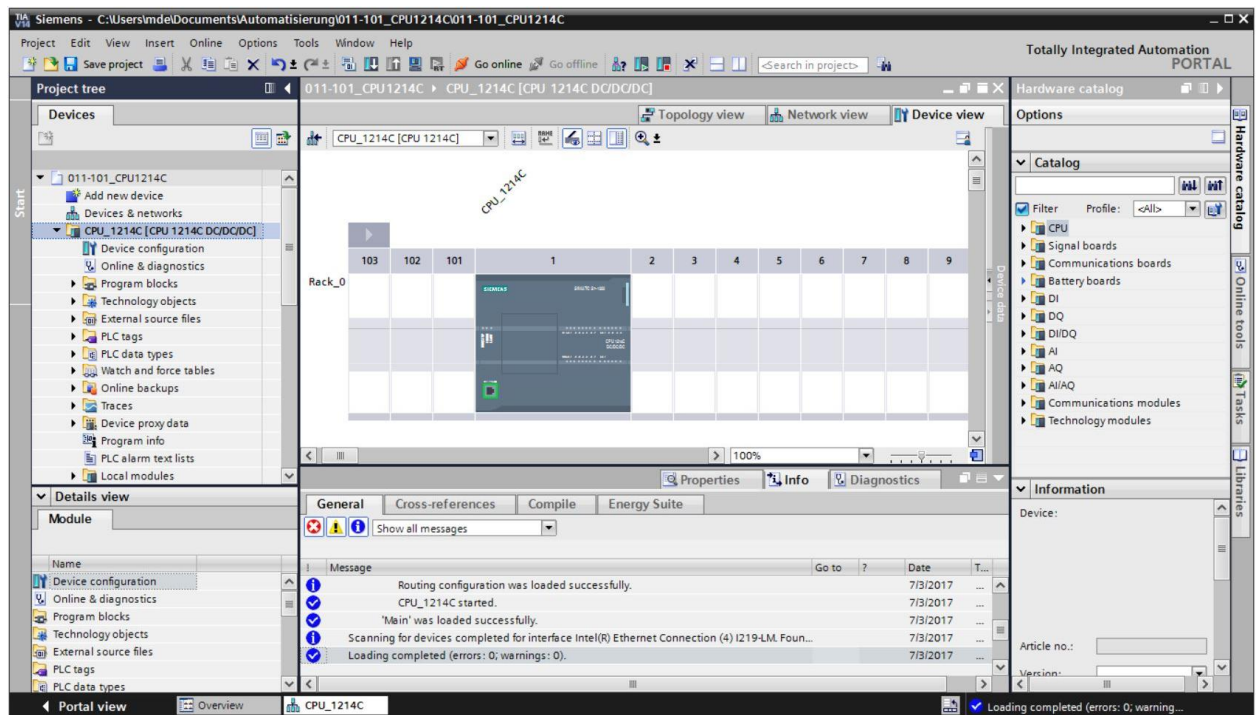 Siemens - C:\Users\mde\Documents\Automatisierung\011-101_CPU1214C\011-101_CPU1214C
Project Edit View Insert Online Options Tools Window Help
Totally Integrated Automation
PORTAL
Save project Go online Go offline <Search in project>
Project tree
Devices
Start
011-101_CPU1214C
Add new device
Devices & networks
CPU_1214C [CPU 1214C DC/DC/DC]
Device configuration
Online & diagnostics
Program blocks
Technology objects
External source files
PLC tags
PLC data types
Watch and force tables
Online backups
Traces
Device proxy data
Program info
PLC alarm text lists
Local modules
Details view
Module
Name
Device configuration
Online & diagnostics
Program blocks
Technology objects
External source files
PLC tags
PLC data types
011-101_CPU1214C CPU_1214C [CPU 1214C DC/DC/DC]
Topology view Network view Device view
CPU_1214C [CPU 1214C]
CPU_1214C
103 102 101 1 2 3 4 5 6 7 8 9
Rack_0
SIEMENS
Device data
100%
Properties Info Diagnostics
General Cross-references Compile Energy Suite
Show all messages
! Message Go to ? Date T...
Routing configuration was loaded successfully. 7/3/2017 ...
CPU_1214C started. 7/3/2017 ...
'Main' was loaded successfully. 7/3/2017 ...
Scanning for devices completed for interface Intel(R) Ethernet Connection (4) I219-LM. Foun... 7/3/2017 ...
Loading completed (errors: 0; warnings: 0). 7/3/2017 ...
Hardware catalog
Options
Catalog
Filter Profile: <All>
CPU
Signal boards
Communications boards
Battery boards
DI
DQ
DI/DQ
AI
AQ
AI/AQ
Communications modules
Technology modules
Information
Device:
Article no.:
Version:
Hardware catalog
Online tools
Tasks
Libraries
Portal view Overview CPU_1214C Loading completed (errors: 0; warning...